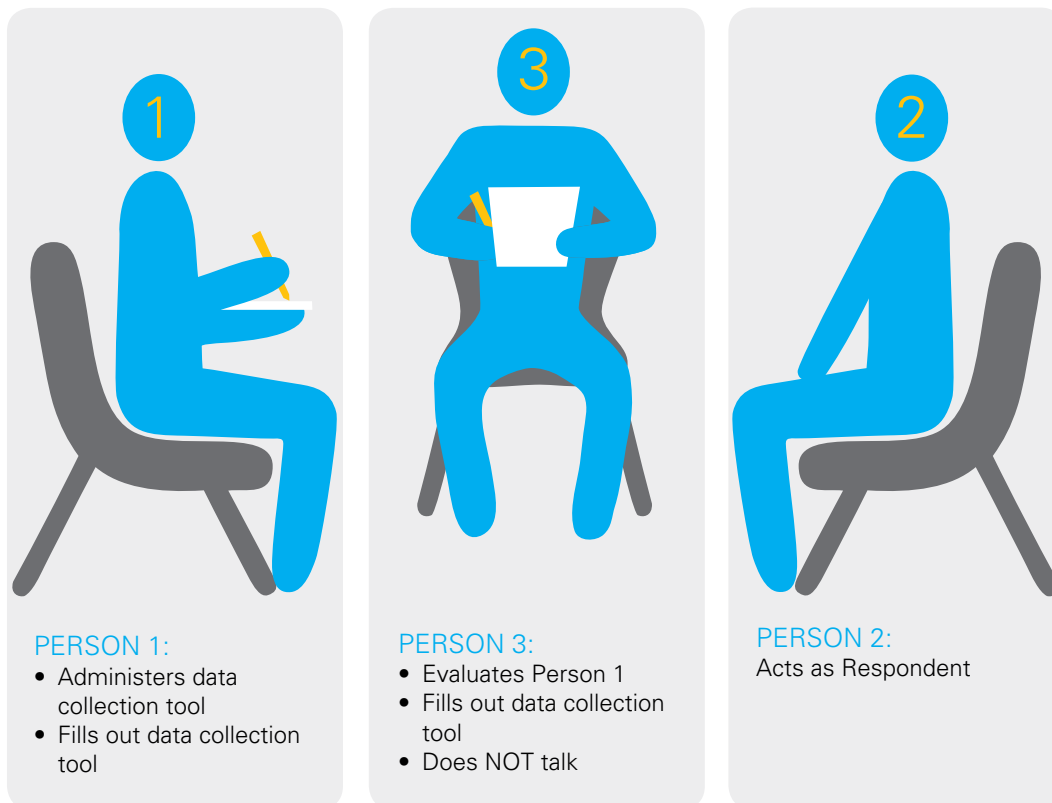 1
PERSON 1:
• Administers data
collection tool
• Fills out data collection
tool
3
PERSON 3:
• Evaluates Person 1
• Fills out data collection
tool
• Does NOT talk
2
PERSON 2:
Acts as Respondent